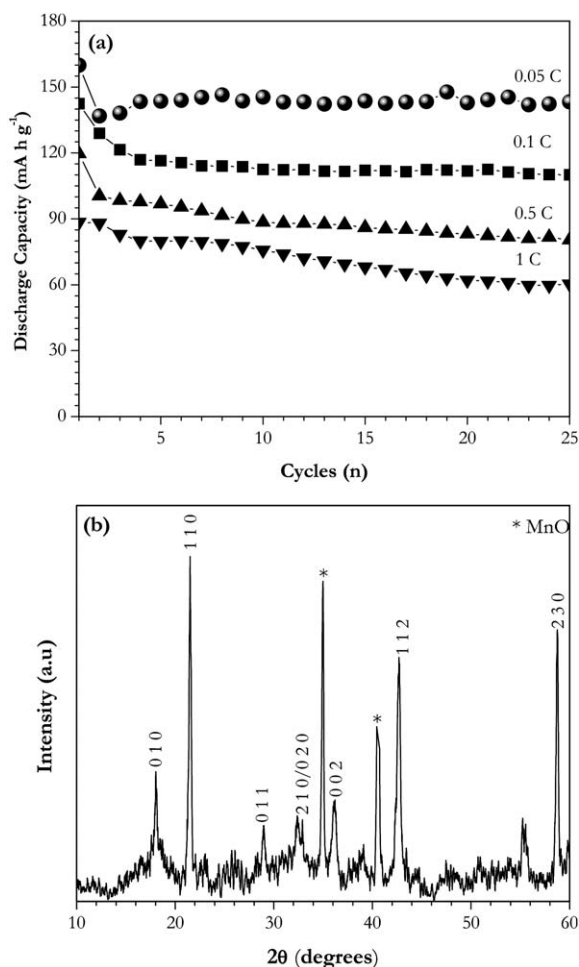 (a)
Discharge Capacity (mA h g⁻¹)
180
150
120
90
60
30
0
0.05 C
0.1 C
0.5 C
1 C
5 10 15 20 25
Cycles (n)
(b)
* MnO
Intensity (a.u)
0 1 0
1 1 0
0 1 1
2 1 0/0 2 0
*
0 0 2
*
1 1 2
2 3 0
10 20 30 40 50 60
2θ (degrees)